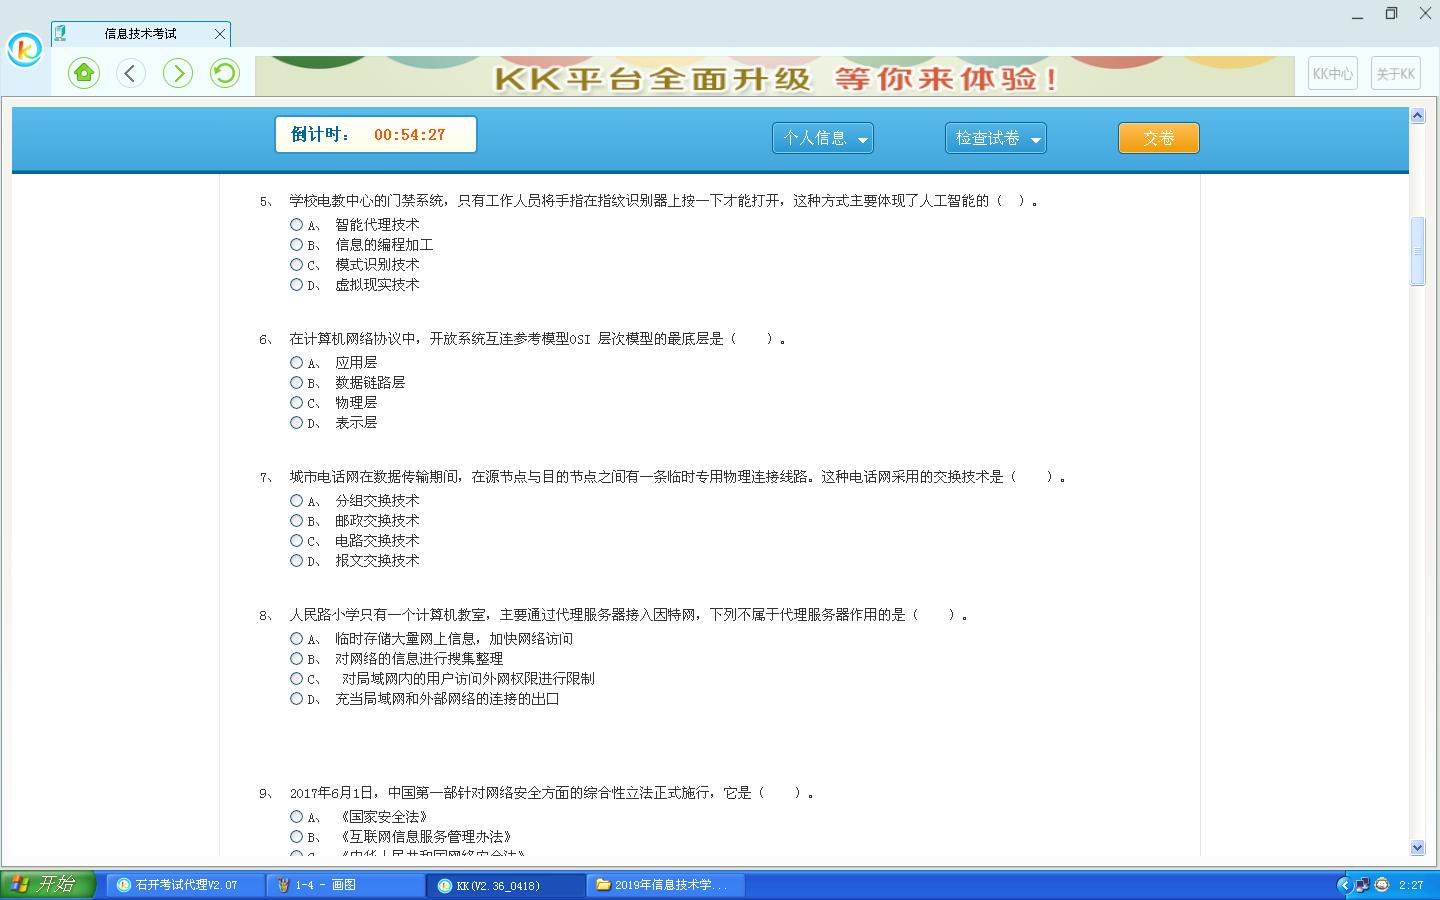 信息技术考试
KK平台全面升级 等你来体验！
KK中心
关于KK
倒计时： 00:54:27
个人信息
检查试卷
交卷
5、 学校电教中心的门禁系统，只有工作人员将手指在指纹识别器上按一下才能打开，这种方式主要体现了人工智能的（ ）。
A、 智能代理技术
B、 信息的编程加工
C、 模式识别技术
D、 虚拟现实技术
6、 在计算机网络协议中，开放系统互连参考模型OSI 层次模型的最底层是（ ）。
A、 应用层
B、 数据链路层
C、 物理层
D、 表示层
7、 城市电话网在数据传输期间，在源节点与目的节点之间有一条临时专用物理连接线路。这种电话网采用的交换技术是（ ）。
A、 分组交换技术
B、 邮政交换技术
C、 电路交换技术
D、 报文交换技术
8、 人民路小学只有一个计算机教室，主要通过代理服务器接入因特网，下列不属于代理服务器作用的是（ ）。
A、 临时存储大量网上信息，加快网络访问
B、 对网络的信息进行搜集整理
C、 对局域网内的用户访问外网权限进行限制
D、 充当局域网和外部网络的连接的出口
9、 2017年6月1日，中国第一部针对网络安全方面的综合性立法正式施行，它是（ ）。
A、 《国家安全法》
B、 《互联网信息服务管理办法》
C、 《中华人民共和国网络安全法》
开始
石开考试代理V2.07
1-4 - 画图
KK(V2.36_0418)
2019年信息技术学...
2:27